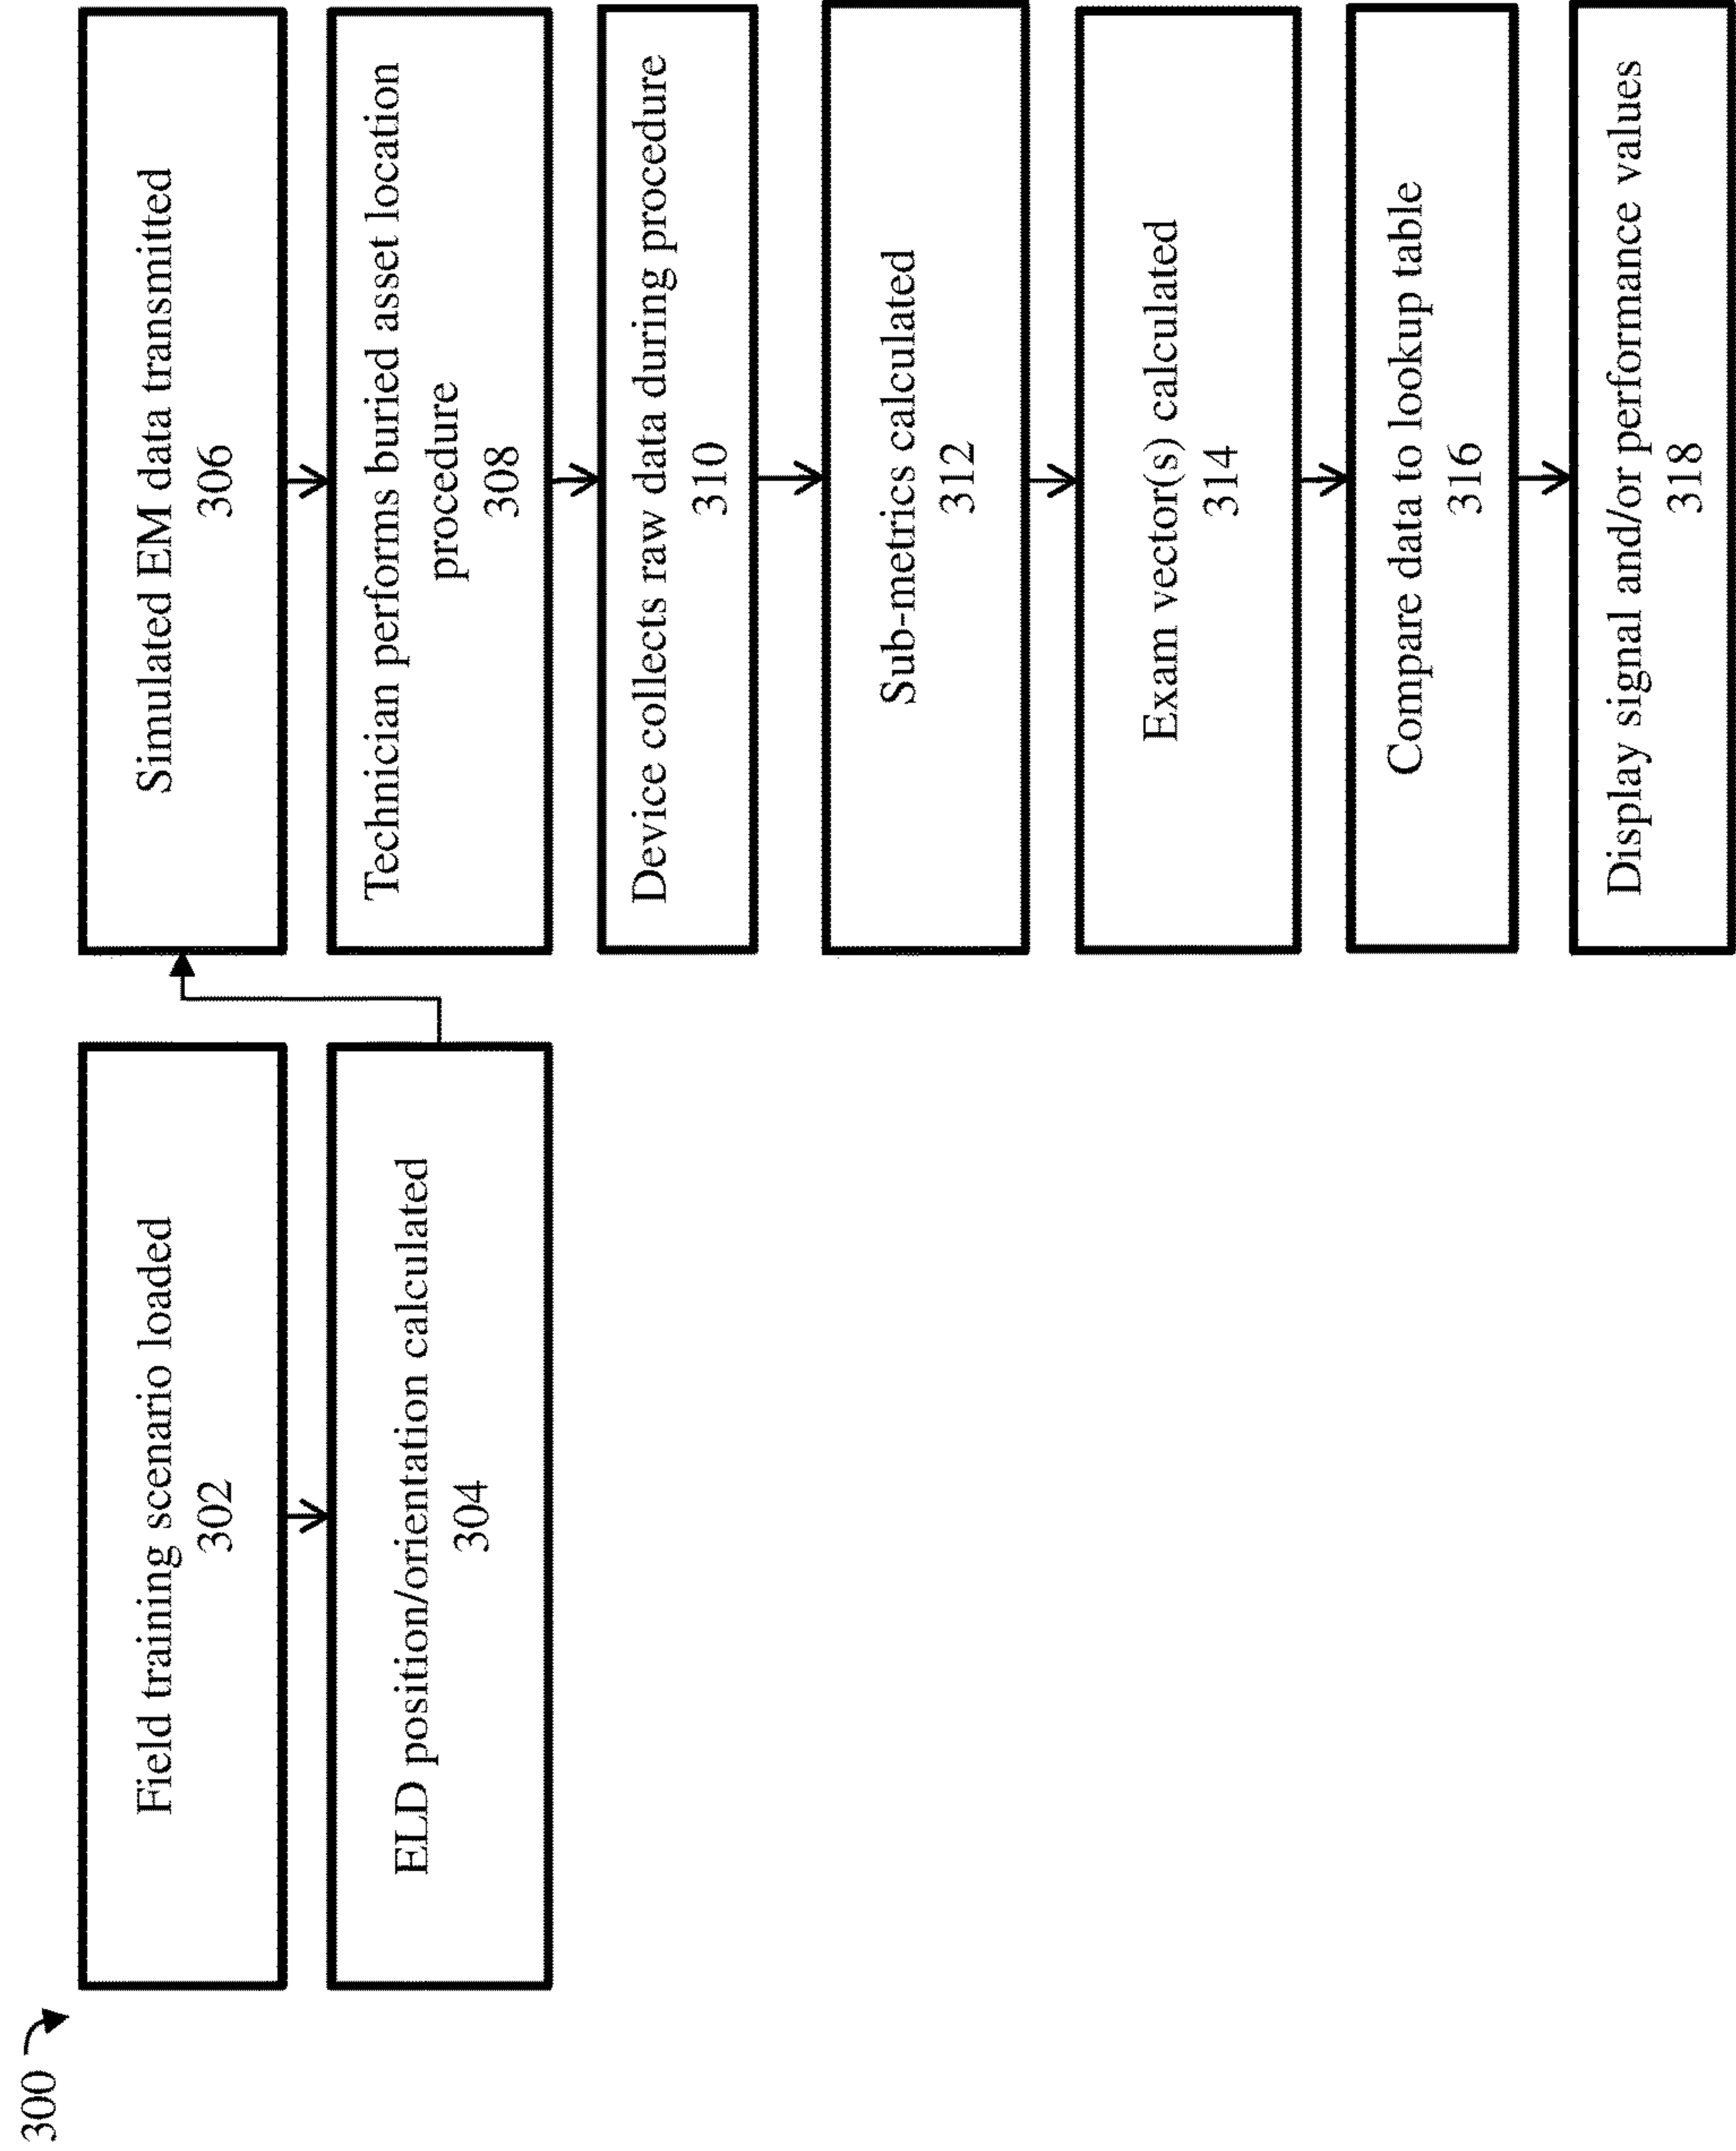 300
Field training scenario loaded
302
ELD position/orientation calculated
304
Simulated EM data transmitted
306
Technician performs buried asset location
procedure
308
Device collects raw data during procedure
310
Sub-metrics calculated
312
Exam vector(s) calculated
314
Compare data to lookup table
316
Display signal and/or performance values
318